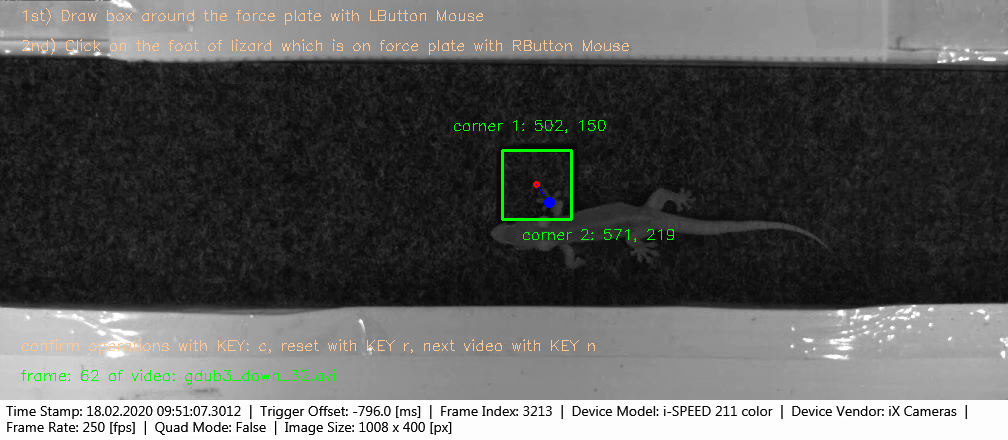 1st) Draw box around the force plate with LButton Mouse
2nd) Click on the foot of lizard which is on force plate with RButton Mouse
corner 1: 502, 150
corner 2: 571, 219
confirm operations with KEY: c, reset with KEY r, next video with KEY n
frame: 62 of video: gdub3_down_32.avi
Time Stamp: 18.02.2020 09:51:07.3012 | Trigger Offset: -796.0 [ms] | Frame Index: 3213 | Device Model: i-SPEED 211 color | Device Vendor: iX Cameras |
Frame Rate: 250 [fps] | Quad Mode: False | Image Size: 1008 x 400 [px]